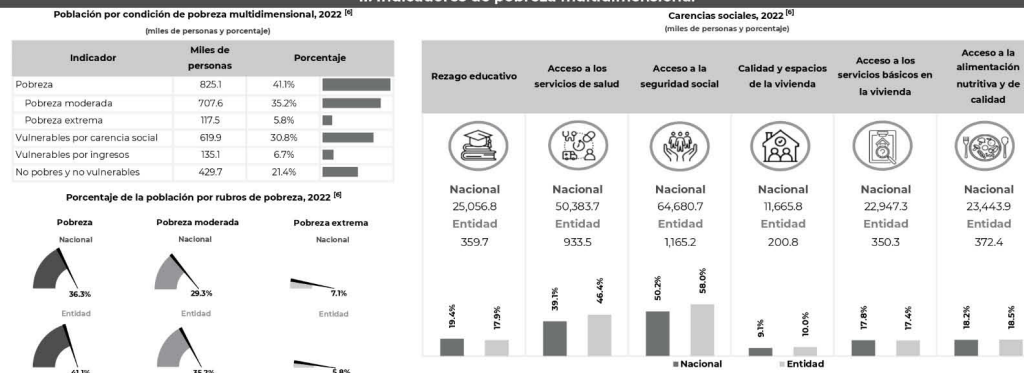 II. Indicadores de pobreza multidimensional
Población por condición de pobreza multidimensional, 2022 [6]
(miles de personas y porcentaje)
Indicador Miles de personas Porcentaje
Pobreza 825.1 41.1%
Pobreza moderada 707.6 35.2%
Pobreza extrema 117.5 5.8%
Vulnerables por carencia social 619.9 30.8%
Vulnerables por ingresos 135.1 6.7%
No pobres y no vulnerables 429.7 21.4%
Porcentaje de la población por rubros de pobreza, 2022 [6]
Pobreza Pobreza moderada Pobreza extrema
Nacional Nacional Nacional
36.3% 29.3% 7.1%
Entidad Entidad Entidad
41.1% 35.2% 5.8%
Carencias sociales, 2022 [6]
(miles de personas y porcentaje)
Rezago educativo
Acceso a los
servicios de salud
Acceso a la
seguridad social
Calidad y espacios
de la vivienda
Acceso a los
servicios básicos en
la vivienda
Acceso a la
alimentación
nutritiva y de
calidad
Nacional Nacional Nacional Nacional Nacional Nacional
25,056.8 50,383.7 64,680.7 11,665.8 22,947.3 23,443.9
Entidad Entidad Entidad Entidad Entidad Entidad
359.7 933.5 1,165.2 200.8 350.3 372.4
19.4% 17.9% 39.1% 46.4% 50.2% 58.0% 9.1% 10.0% 17.8% 17.4% 18.2% 18.5%
Nacional Entidad